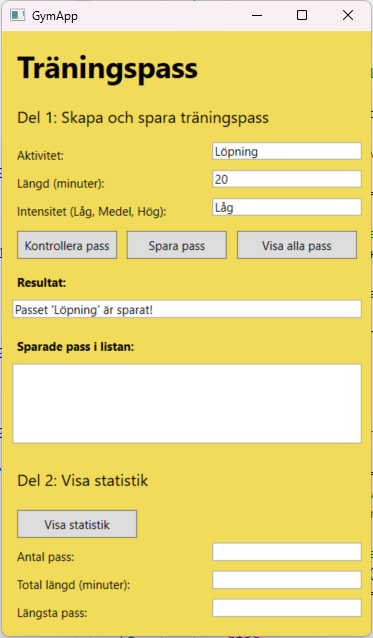 GymApp
Träningspass
Del 1: Skapa och spara träningspass
Aktivitet: Löpning
Längd (minuter): 20
Intensitet (Låg, Medel, Hög): Låg
Kontrollera pass Spara pass Visa alla pass
Resultat:
Passet 'Löpning' är sparat!
Sparade pass i listan:
Del 2: Visa statistik
Visa statistik
Antal pass:
Total längd (minuter):
Längsta pass: